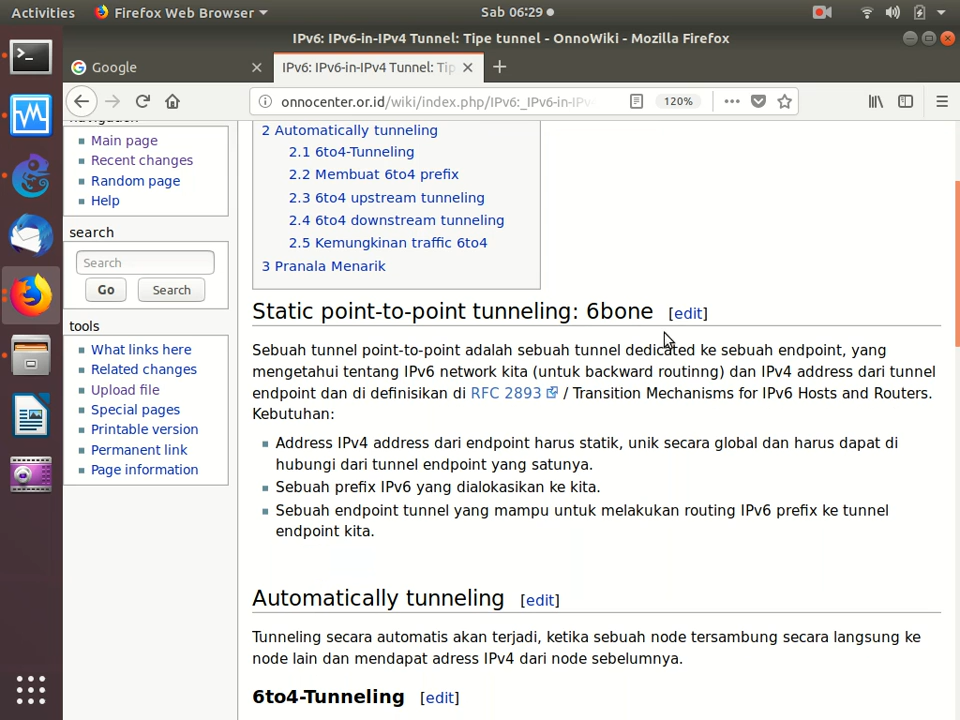 Activities
Firefox Web Browser
Sab 06:29
IPv6: IPv6-in-IPv4 Tunnel: Tipe tunnel - OnnoWiki - Mozilla Firefox
Google
IPv6: IPv6-in-IPv4 Tunnel: Tip
onnocenter.or.id/wiki/index.php/IPv6:_IPv6-in-IPv
120%
navigation
Main page
Recent changes
Random page
Help
search
Search
Go
Search
tools
What links here
Related changes
Upload file
Special pages
Printable version
Permanent link
Page information
2 Automatically tunneling
2.1 6to4-Tunneling
2.2 Membuat 6to4 prefix
2.3 6to4 upstream tunneling
2.4 6to4 downstream tunneling
2.5 Kemungkinan traffic 6to4
3 Pranala Menarik
Static point-to-point tunneling: 6bone [edit]
Sebuah tunnel point-to-point adalah sebuah tunnel dedicated ke sebuah endpoint, yang
mengetahui tentang IPv6 network kita (untuk backward routinng) dan IPv4 address dari tunnel
endpoint dan di definisikan di RFC 2893 / Transition Mechanisms for IPv6 Hosts and Routers.
Kebutuhan:
Address IPv4 address dari endpoint harus statik, unik secara global dan harus dapat di
hubungi dari tunnel endpoint yang satunya.
Sebuah prefix IPv6 yang dialokasikan ke kita.
Sebuah endpoint tunnel yang mampu untuk melakukan routing IPv6 prefix ke tunnel
endpoint kita.
Automatically tunneling [edit]
Tunneling secara automatis akan terjadi, ketika sebuah node tersambung secara langsung ke
node lain dan mendapat adress IPv4 dari node sebelumnya.
6to4-Tunneling [edit]